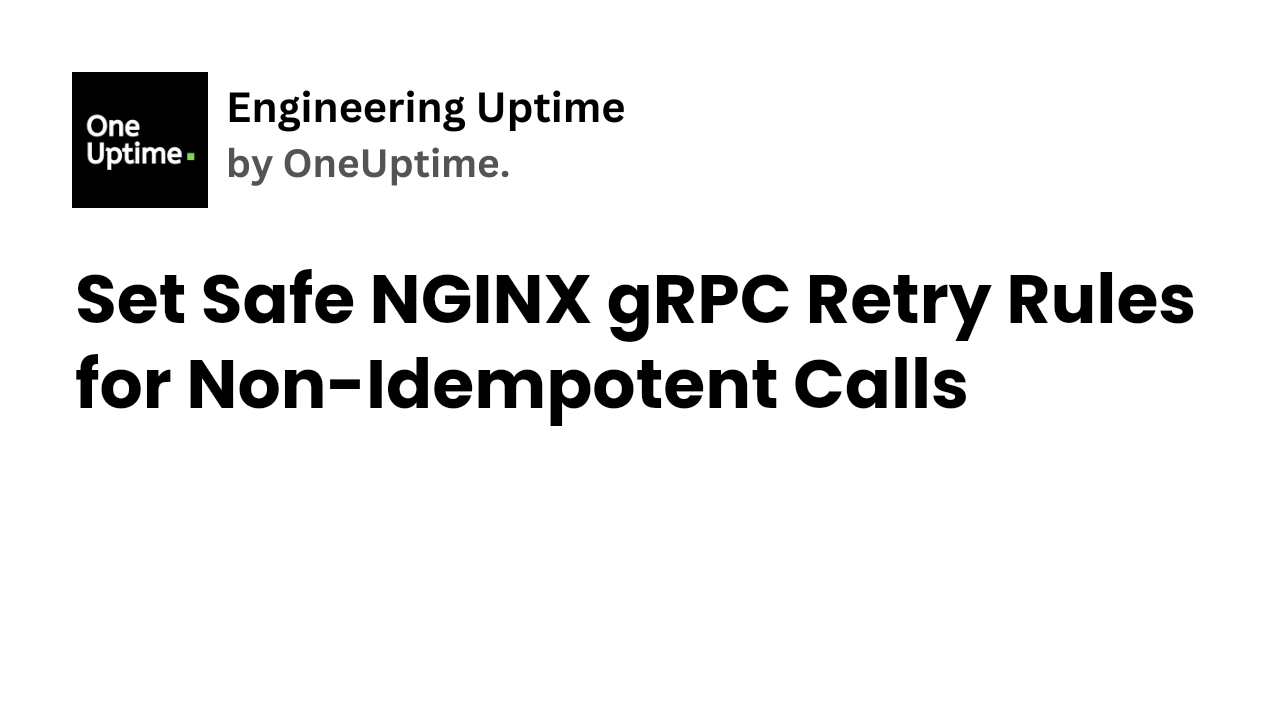 One
Uptime.
Engineering Uptime
by OneUptime.
Set Safe NGINX gRPC Retry Rules
for Non-Idempotent Calls